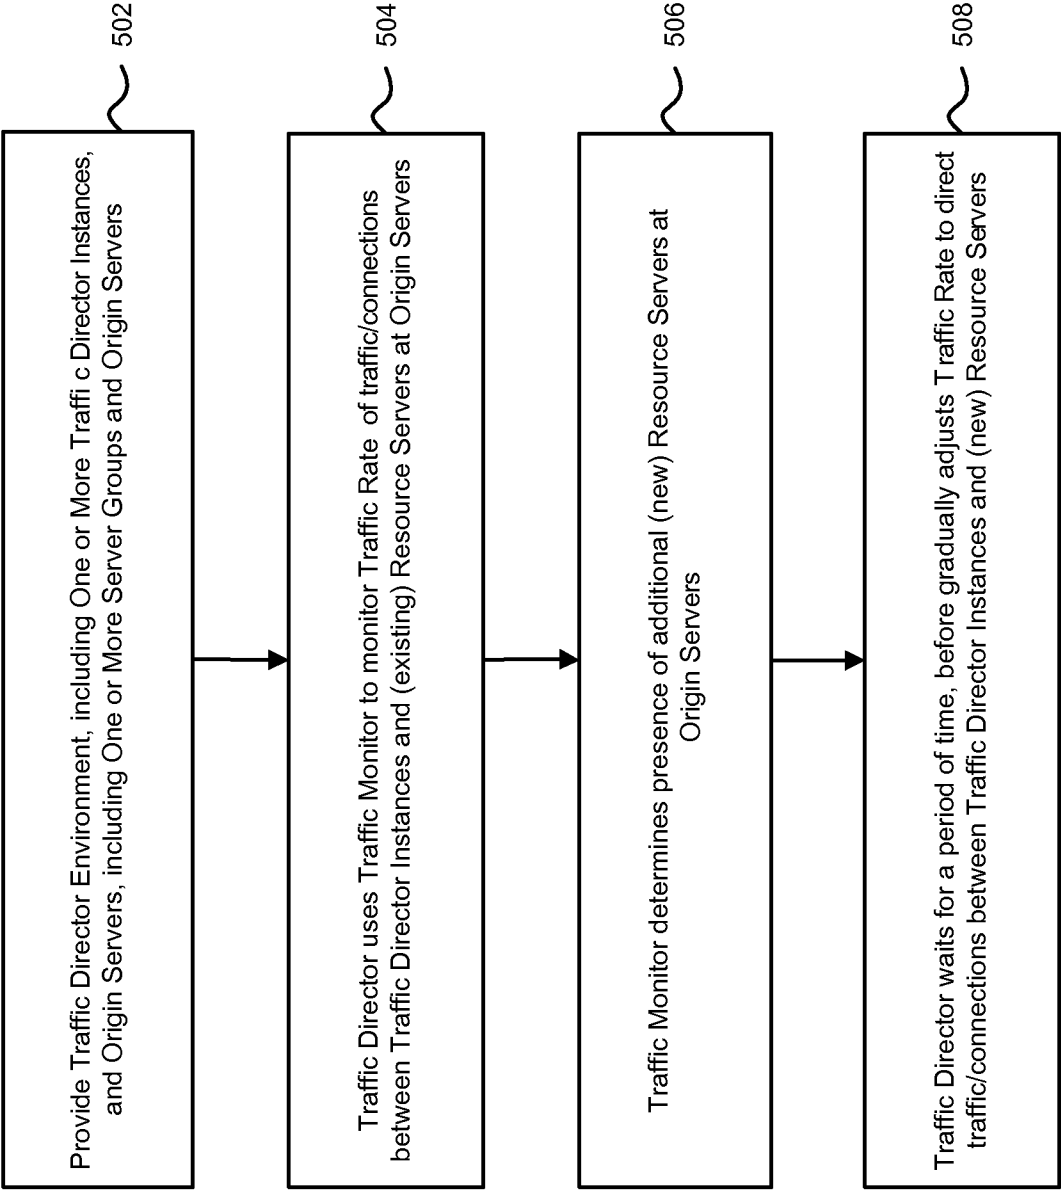 502
Provide Traffic Director Environment, including One or More Traffi c Director Instances,
and Origin Servers, including One or More Server Groups and Origin Servers
504
Traffic Director uses Traffic Monitor to monitor Traffic Rate of traffic/connections
between Traffic Director Instances and (existing) Resource Servers at Origin Servers
506
Traffic Monitor determines presence of additional (new) Resource Servers at
Origin Servers
508
Traffic Director waits for a period of time, before gradually adjusts Traffic Rate to direct
traffic/connections between Traffic Director Instances and (new) Resource Servers